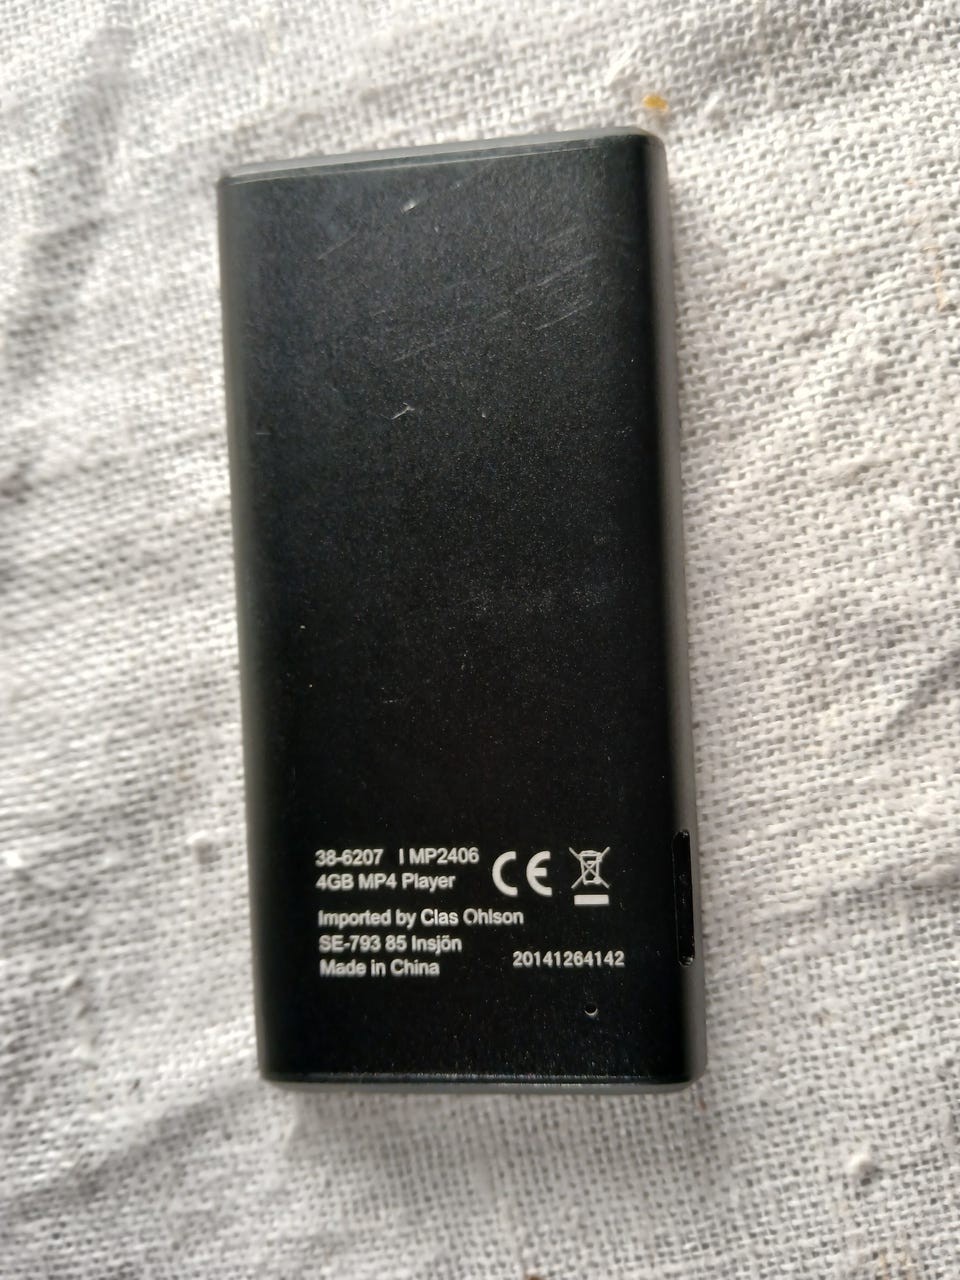 38-6207 I MP2406
4GB MP4 Player
CE
Imported by Clas Ohlson
SE-793 85 Insjön
Made in China
20141264142